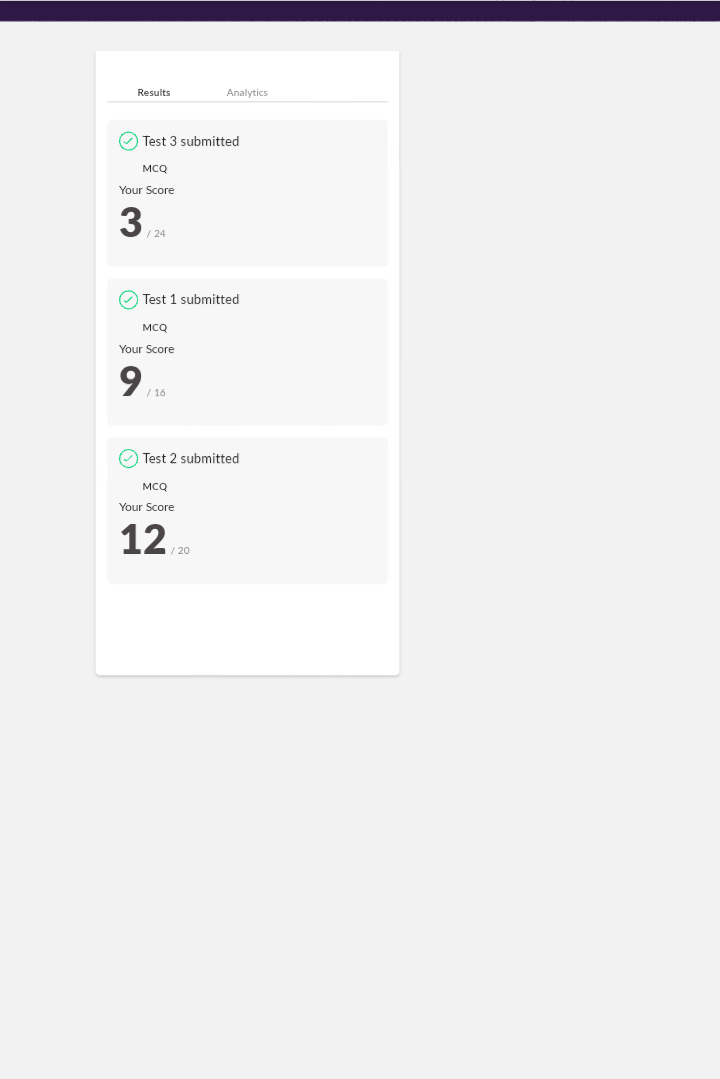 Results Analytics
Test 3 submitted
MCQ
Your Score
3 / 24
Test 1 submitted
MCQ
Your Score
9 / 16
Test 2 submitted
MCQ
Your Score
12 / 20